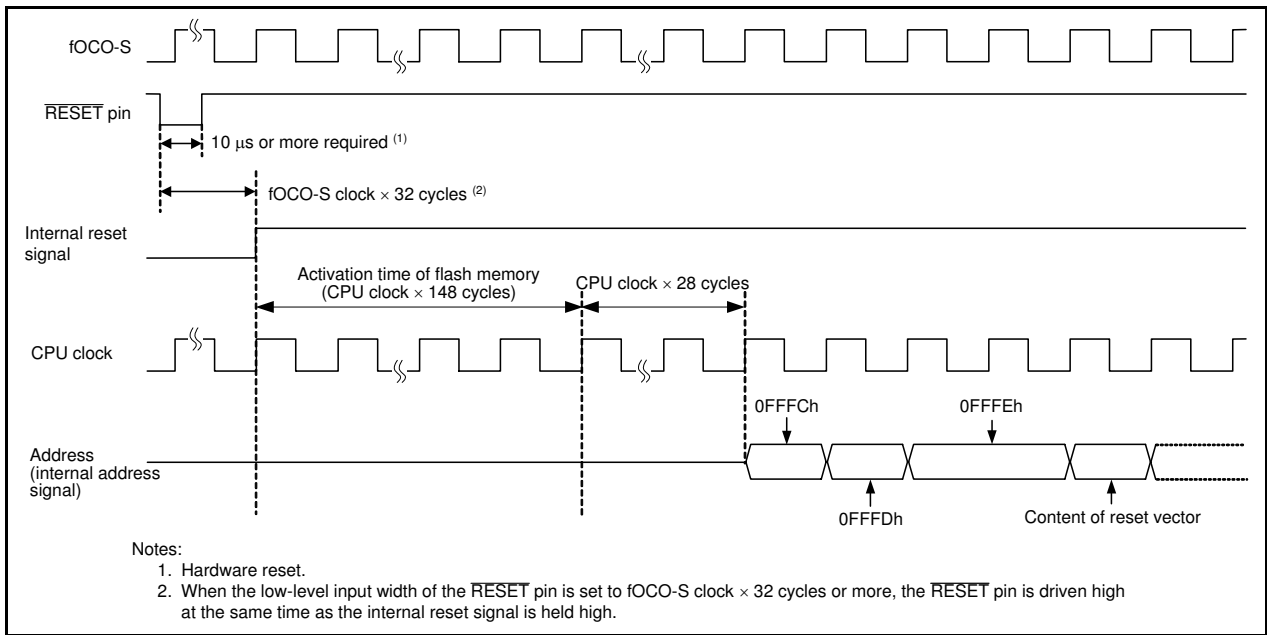 fOCO-S
RESET pin
10 μs or more required (1)
fOCO-S clock × 32 cycles (2)
Internal reset
signal
Activation time of flash memory
(CPU clock × 148 cycles)
CPU clock × 28 cycles
CPU clock
0FFFCh
0FFFEh
Address
(internal address
signal)
0FFFDh
Content of reset vector
Notes:
1. Hardware reset.
2. When the low-level input width of the RESET pin is set to fOCO-S clock × 32 cycles or more, the RESET pin is driven high
at the same time as the internal reset signal is held high.